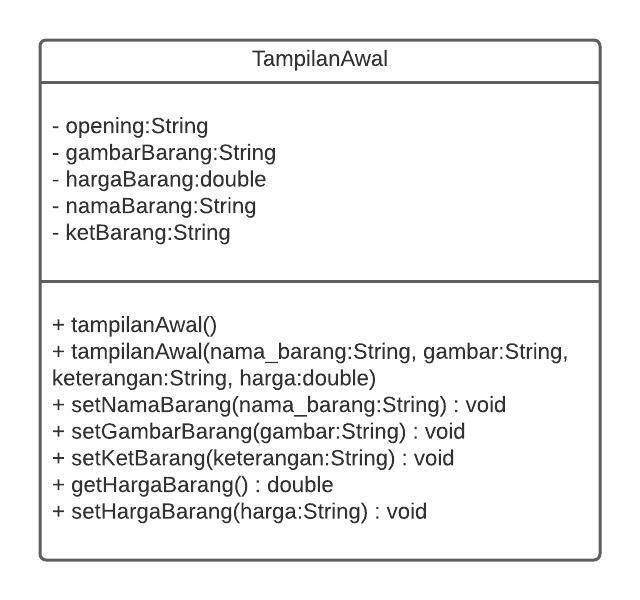 TampilanAwal
- opening:String
- gambarBarang:String
- hargaBarang:double
- namaBarang:String
- ketBarang:String
+ tampilanAwal()
+ tampilanAwal(nama_barang:String, gambar:String,
keterangan:String, harga:double)
+ setNamaBarang(nama_barang:String) : void
+ setGambarBarang(gambar:String) : void
+ setKetBarang(keterangan:String) : void
+ getHargaBarang() : double
+ setHargaBarang(harga:String) : void